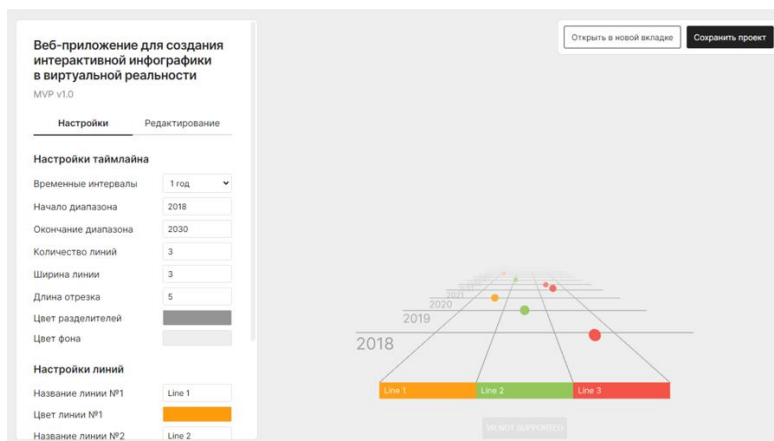 Веб-приложение для создания
интерактивной инфографики
в виртуальной реальности
MVP v1.0
Настройки Редактирование
Настройки таймлайна
Временные интервалы 1 год
Начало диапазона 2018
Окончание диапазона 2030
Количество линий 3
Ширина линии 3
Длина отрезка 5
Цвет разделителей
Цвет фона
Настройки линий
Название линии №1 Line 1
Цвет линии №1
Название линии №2 Line 2
Открыть в новой вкладке Сохранить проект
2021
2020
2019
2018
Line 1 Line 2 Line 3
VR NOT SUPPORTED